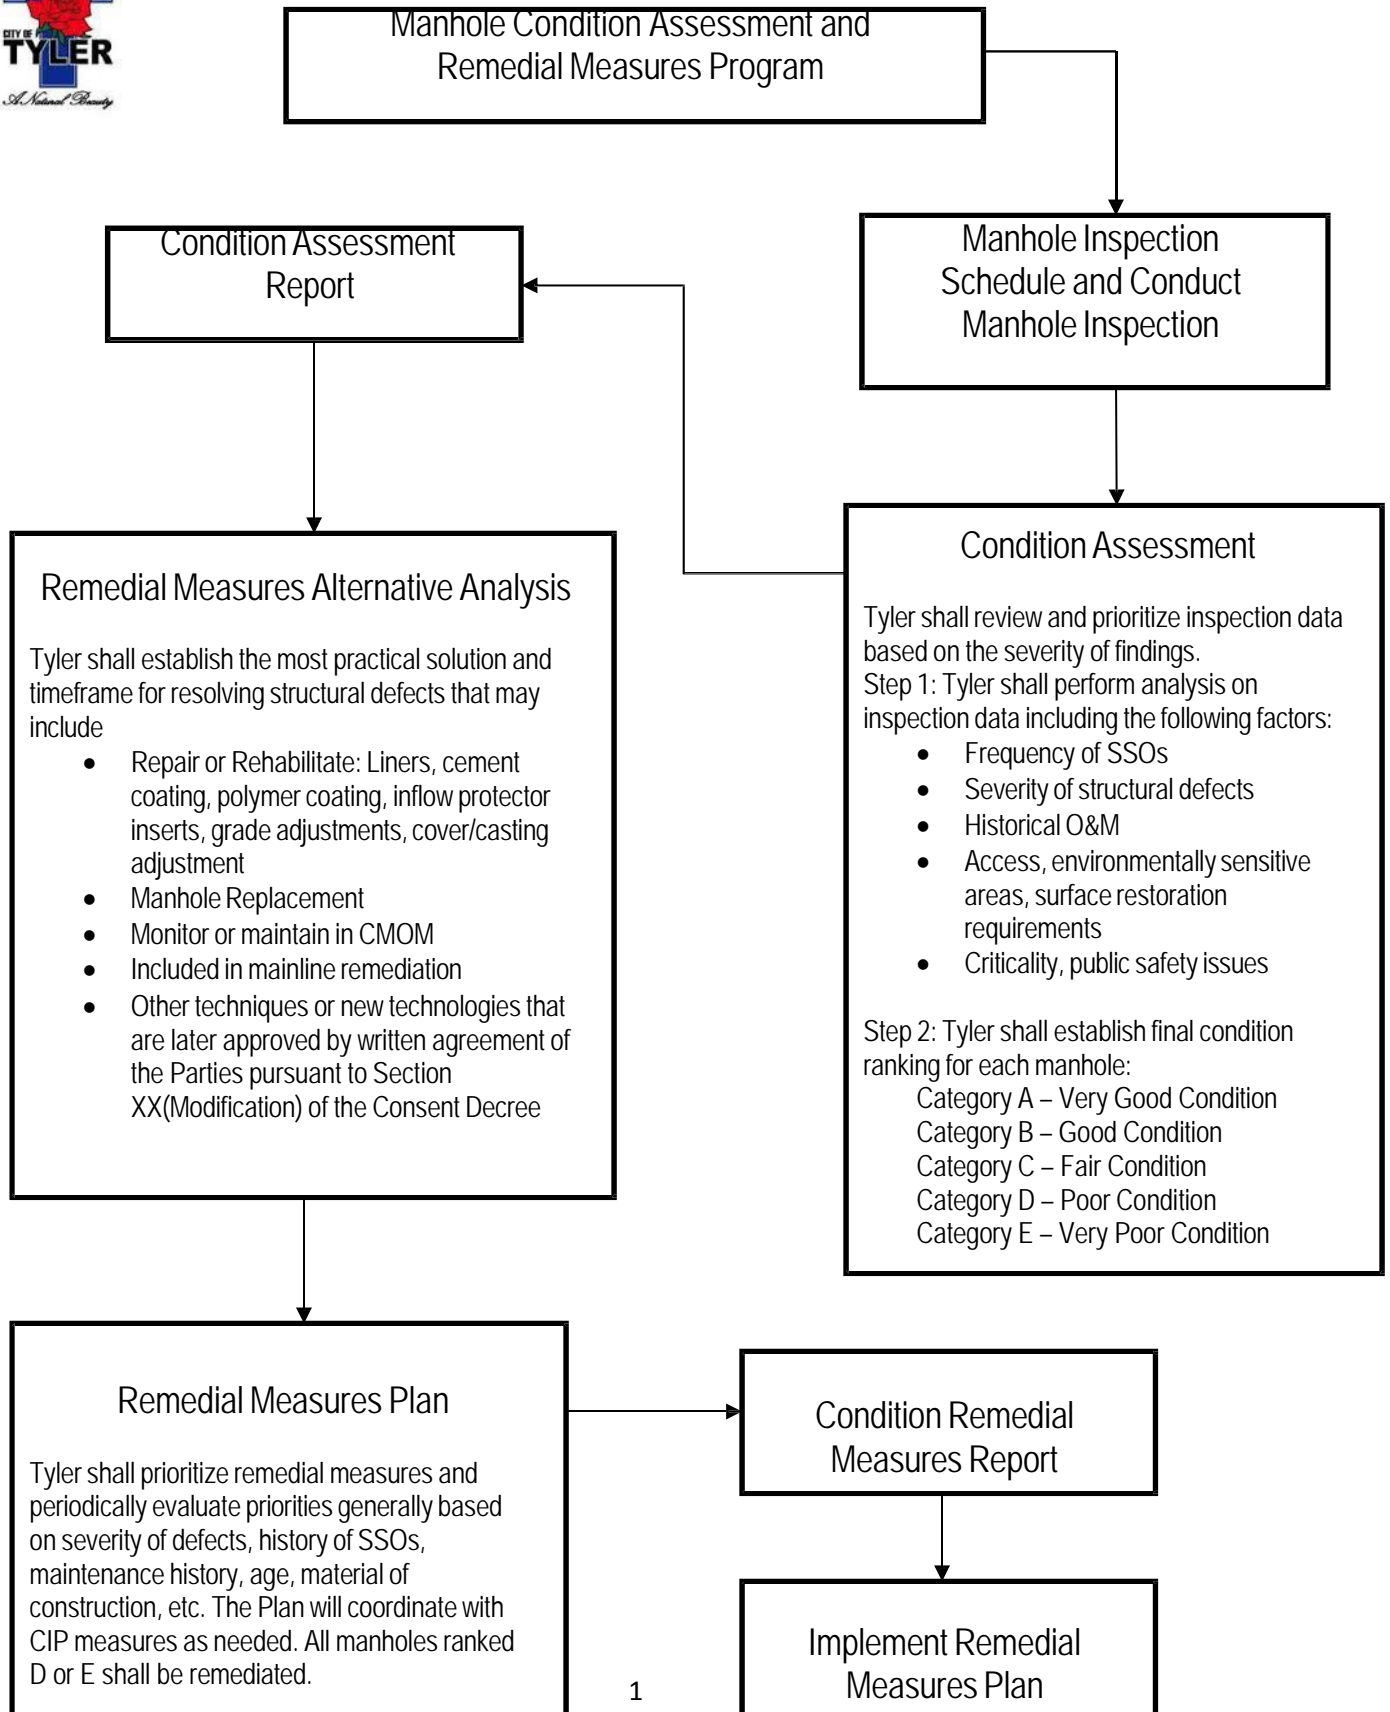 CITY OF
TYLER
A Natural Beauty
Manhole Condition Assessment and
Remedial Measures Program
Manhole Inspection
Schedule and Conduct
Manhole Inspection
Condition Assessment
Tyler shall review and prioritize inspection data
based on the severity of findings.
Step 1: Tyler shall perform analysis on
inspection data including the following factors:
• Frequency of SSOs
• Severity of structural defects
• Historical O&M
• Access, environmentally sensitive
areas, surface restoration
requirements
• Criticality, public safety issues
Step 2: Tyler shall establish final condition
ranking for each manhole:
Category A – Very Good Condition
Category B – Good Condition
Category C – Fair Condition
Category D – Poor Condition
Category E – Very Poor Condition
Condition Assessment
Report
Remedial Measures Alternative Analysis
Tyler shall establish the most practical solution and
timeframe for resolving structural defects that may
include
• Repair or Rehabilitate: Liners, cement
coating, polymer coating, inflow protector
inserts, grade adjustments, cover/casting
adjustment
• Manhole Replacement
• Monitor or maintain in CMOM
• Included in mainline remediation
• Other techniques or new technologies that
are later approved by written agreement of
the Parties pursuant to Section
XX(Modification) of the Consent Decree
Remedial Measures Plan
Tyler shall prioritize remedial measures and
periodically evaluate priorities generally based
on severity of defects, history of SSOs,
maintenance history, age, material of
construction, etc. The Plan will coordinate with
CIP measures as needed. All manholes ranked
D or E shall be remediated.
Condition Remedial
Measures Report
Implement Remedial
Measures Plan
1